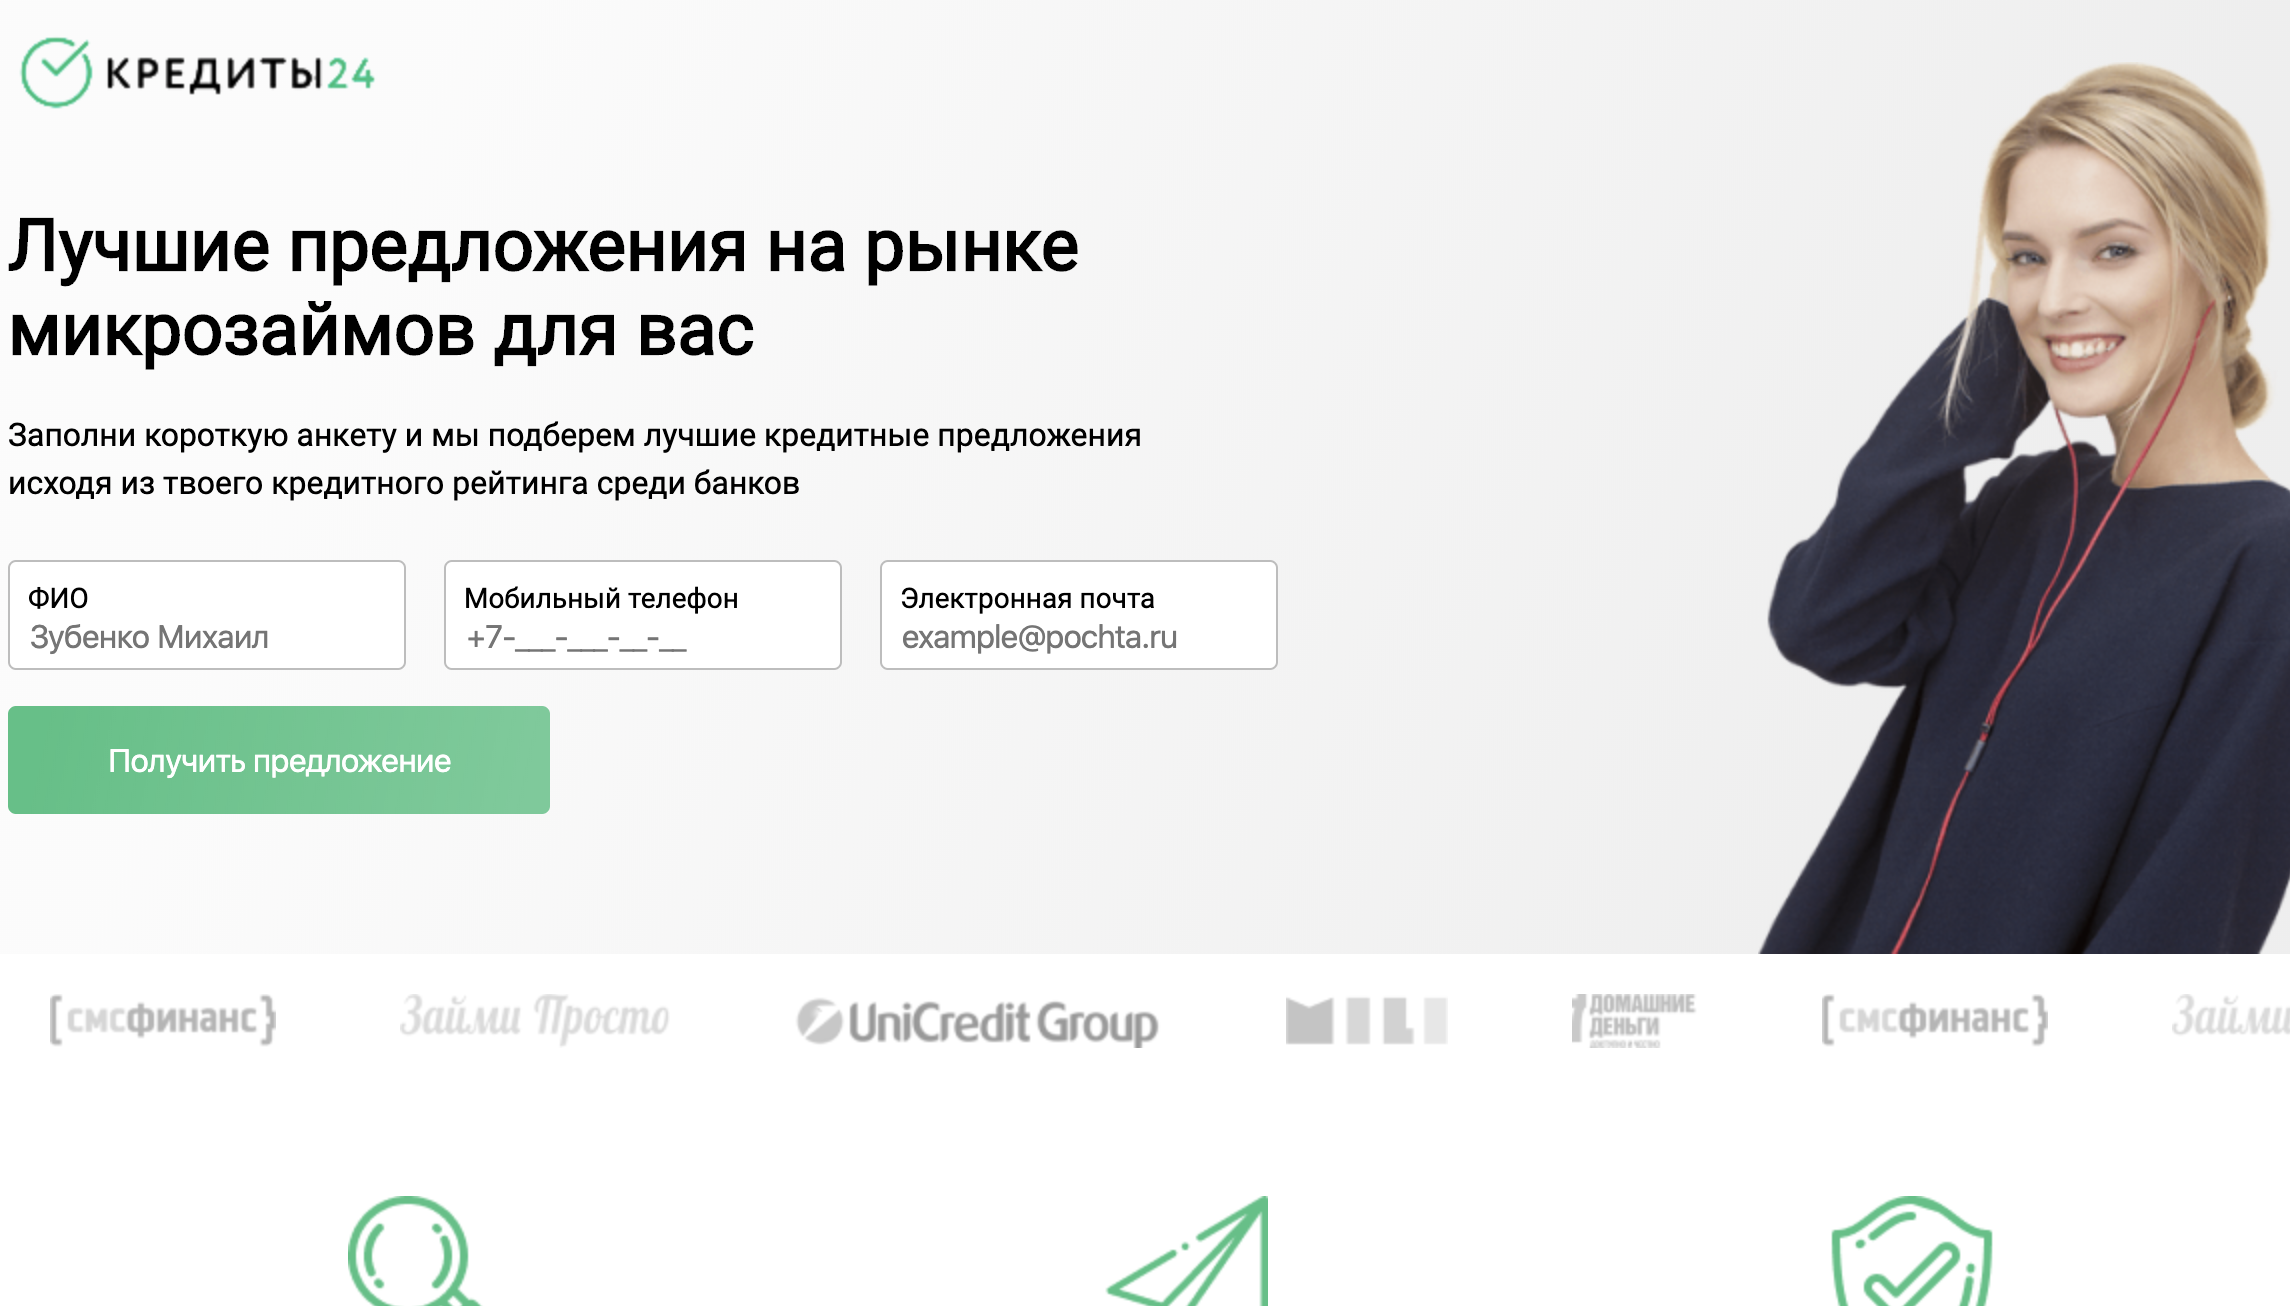 КРЕДИТЫ24
Лучшие предложения на рынке
микрозаймов для вас
Заполни короткую анкету и мы подберем лучшие кредитные предложения
исходя из твоего кредитного рейтинга среди банков
ФИО
Зубенко Михаил
Мобильный телефон
+7-___-___-__-__
Электронная почта
example@pochta.ru
Получить предложение
[смсфинанс} Займи Просто UniCredit Group MILI 1 ДОМАШНИЕ [смсфинанс} Займи
ДЕНЬГИ